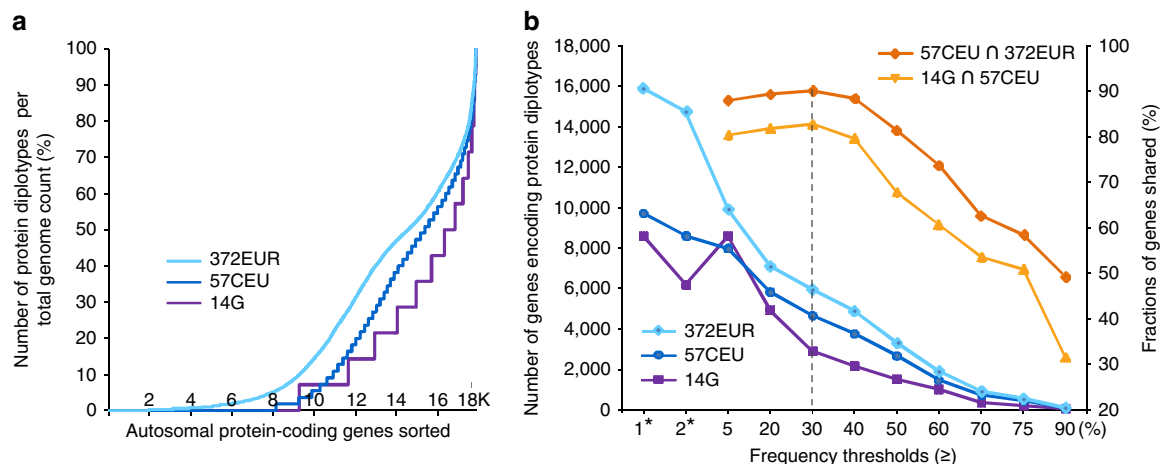 a
Number of protein diplotypes per
total genome count (%)
100
90
80
70
60
50
40
30
20
10
0
372EUR
57CEU
14G
2 4 6 8 10 12 14 16 18K
Autosomal protein-coding genes sorted
b
Number of genes encoding protein diplotypes
18,000
16,000
14,000
12,000
10,000
8,000
6,000
4,000
2,000
0
57CEU ∩ 372EUR
14G ∩ 57CEU
372EUR
57CEU
14G
100
90
80
70
60
50
40
30
20
Fractions of genes shared (%)
1* 2* 5 20 30 40 50 60 70 75 90 (%)
Frequency thresholds (≥)